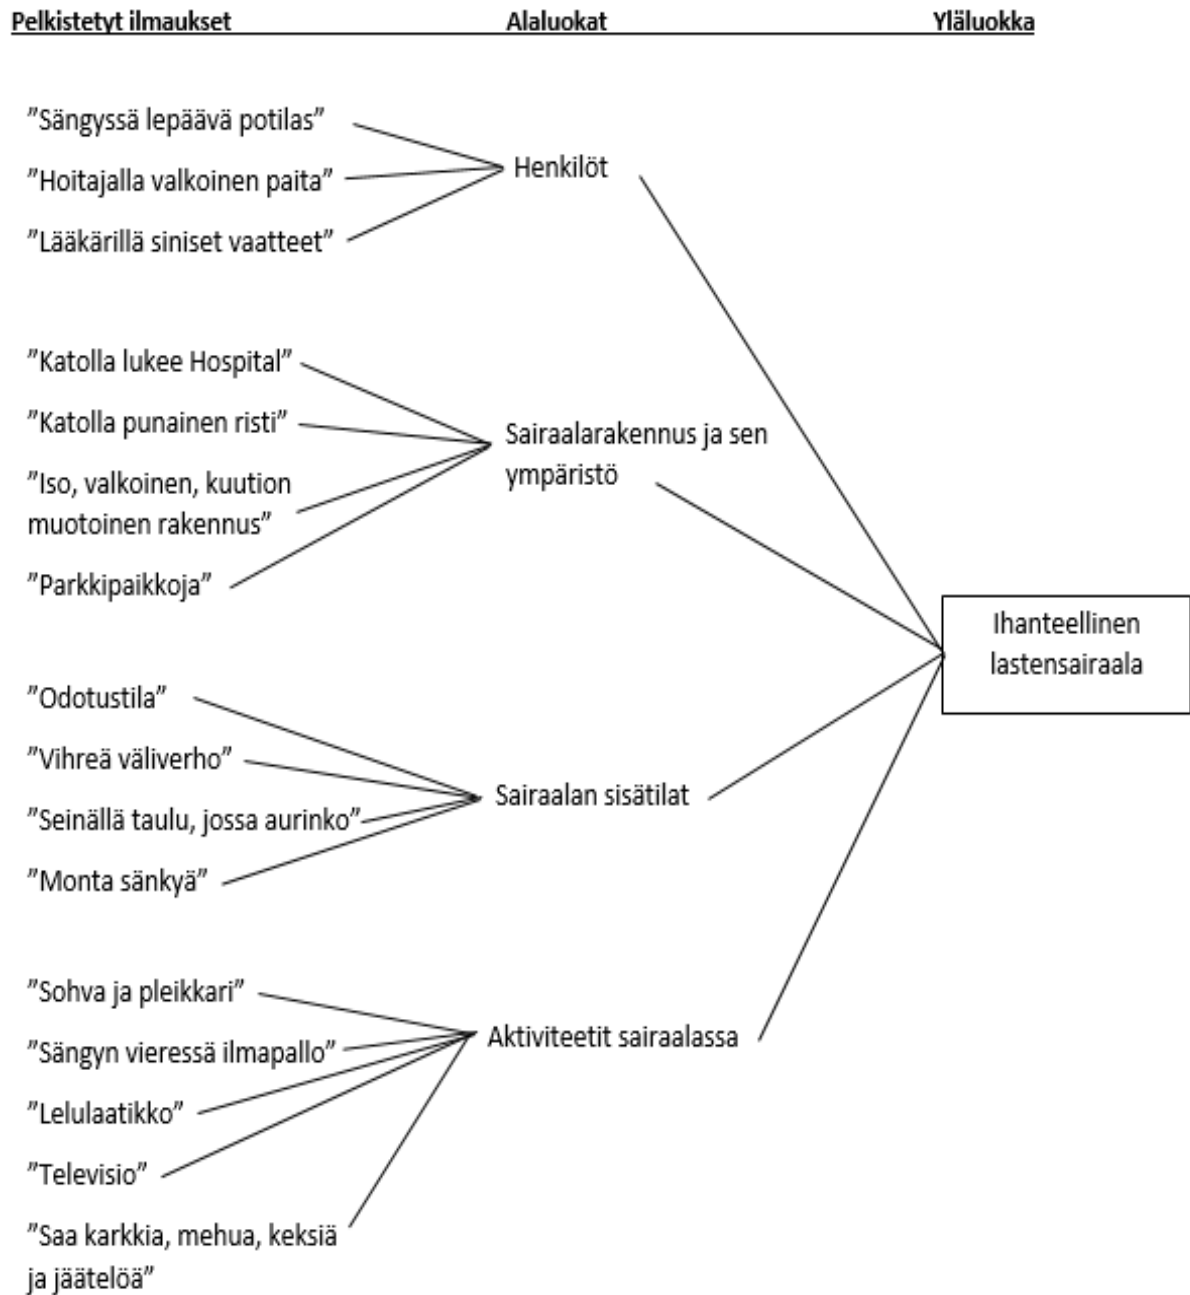 Pelkistetyt ilmaukset Alaluokat Yläluokka
”Sängyssä lepäävä potilas”
”Hoitajalla valkoinen paita”
”Lääkärillä siniset vaatteet”
Henkilöt
”Katolla lukee Hospital”
”Katolla punainen risti”
”Iso, valkoinen, kuution
muotoinen rakennus”
”Parkkipaikkoja”
Sairaalarakennus ja sen
ympäristö
”Odotustila”
”Vihreä väliverho”
”Seinällä taulu, jossa aurinko”
”Monta sänkyä”
Sairaalan sisätilat
”Sohva ja pleikkari”
”Sängyn vieressä ilmapallo”
”Lelulaatikko”
”Televisio”
”Saa karkkia, mehua, keksiä
ja jäätelöä”
Aktiviteetit sairaalassa
Ihanteellinen
lastensairaala